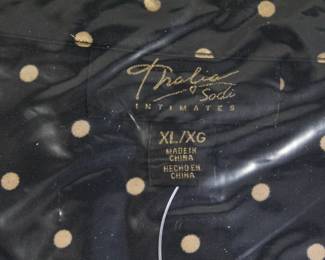 Thalia
Sodi
INTIMATES
XL/XG
MADE IN
CHINA
HECHO EN
CHINA